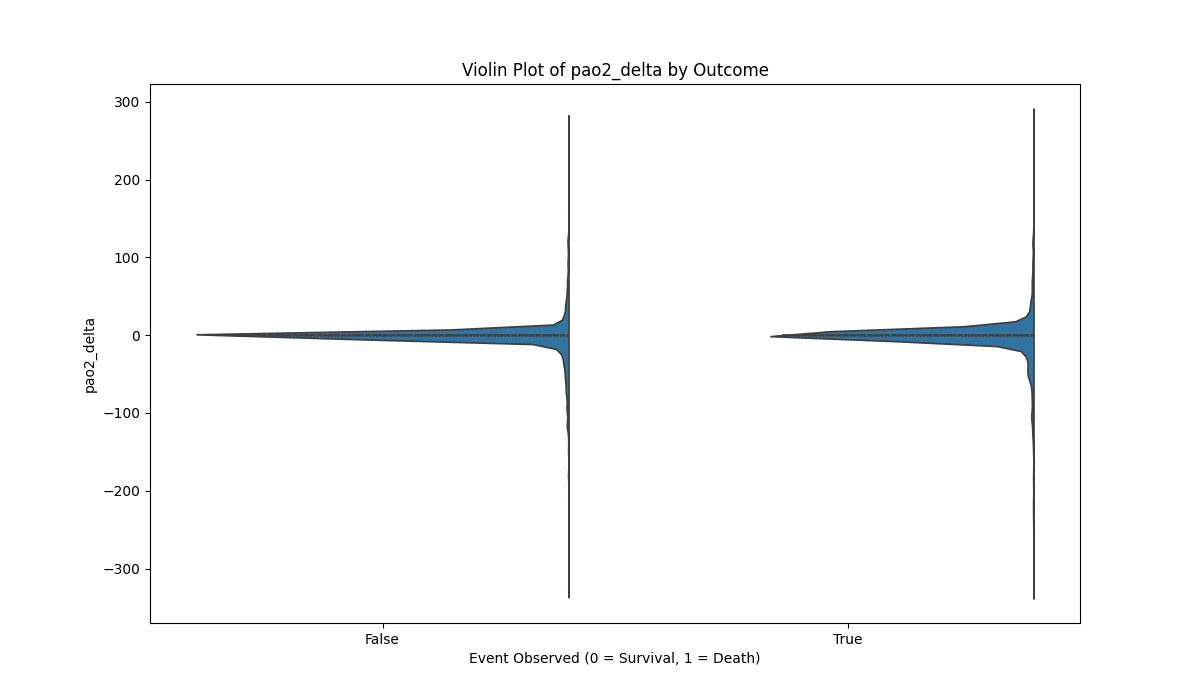 Violin Plot of pao2_delta by Outcome
300
200
100
0
−100
−200
−300
pao2_delta
False
True
Event Observed (0 = Survival, 1 = Death)